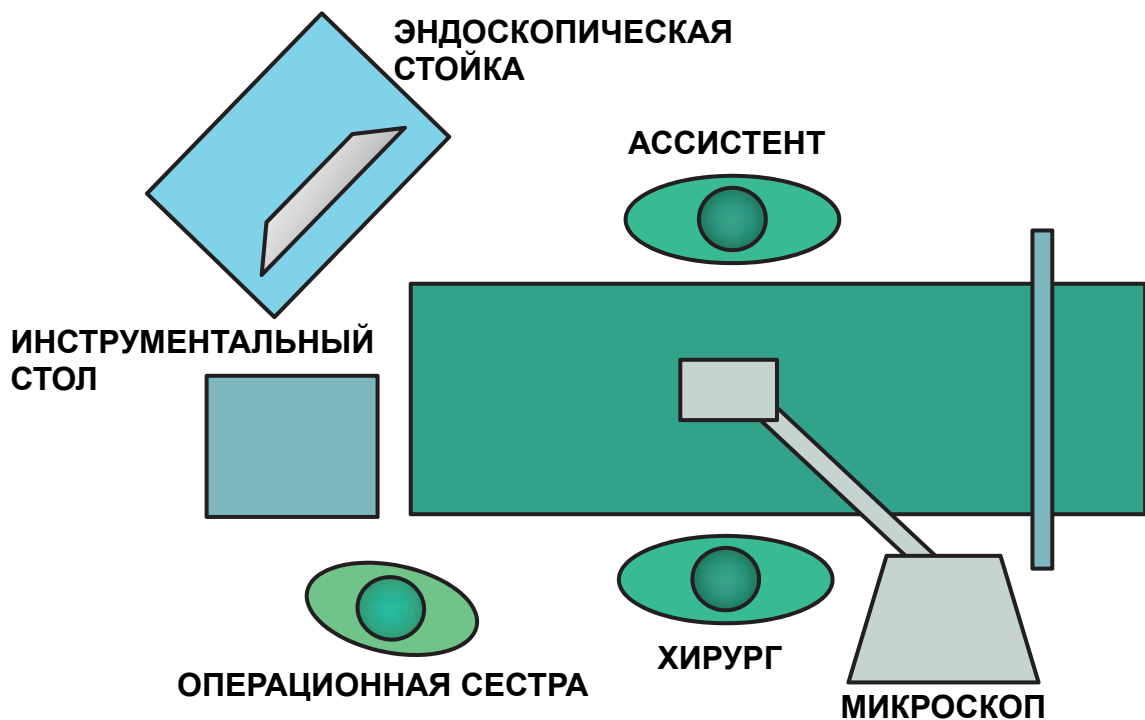 ЭНДОСКОПИЧЕСКАЯ
СТОЙКА
АССИСТЕНТ
ИНСТРУМЕНТАЛЬНЫЙ
СТОЛ
ХИРУРГ
ОПЕРАЦИОННАЯ СЕСТРА
МИКРОСКОП